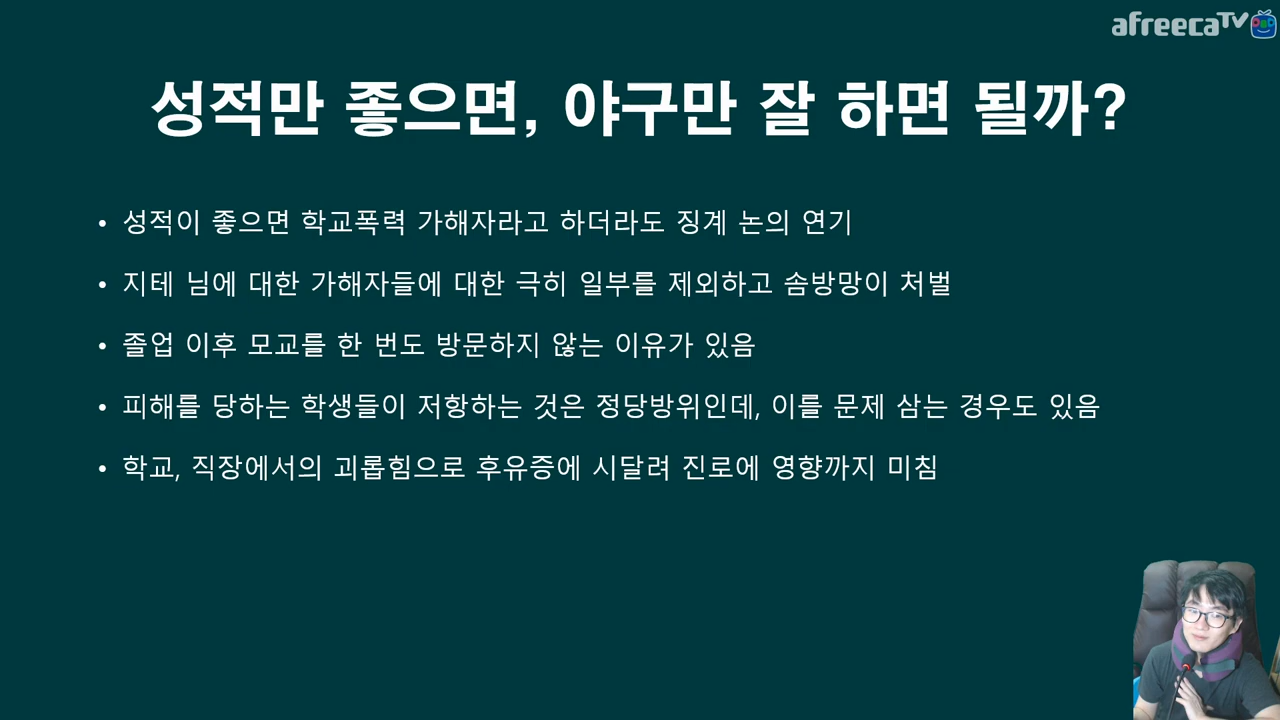 afreecaTV
성적만 좋으면, 야구만 잘 하면 될까?
• 성적이 좋으면 학교폭력 가해자라고 하더라도 징계 논의 연기
• 지테 님에 대한 가해자들에 대한 극히 일부를 제외하고 솜방망이 처벌
• 졸업 이후 모교를 한 번도 방문하지 않는 이유가 있음
• 피해를 당하는 학생들이 저항하는 것은 정당방위인데, 이를 문제 삼는 경우도 있음
• 학교, 직장에서의 괴롭힘으로 후유증에 시달려 진로에 영향까지 미침